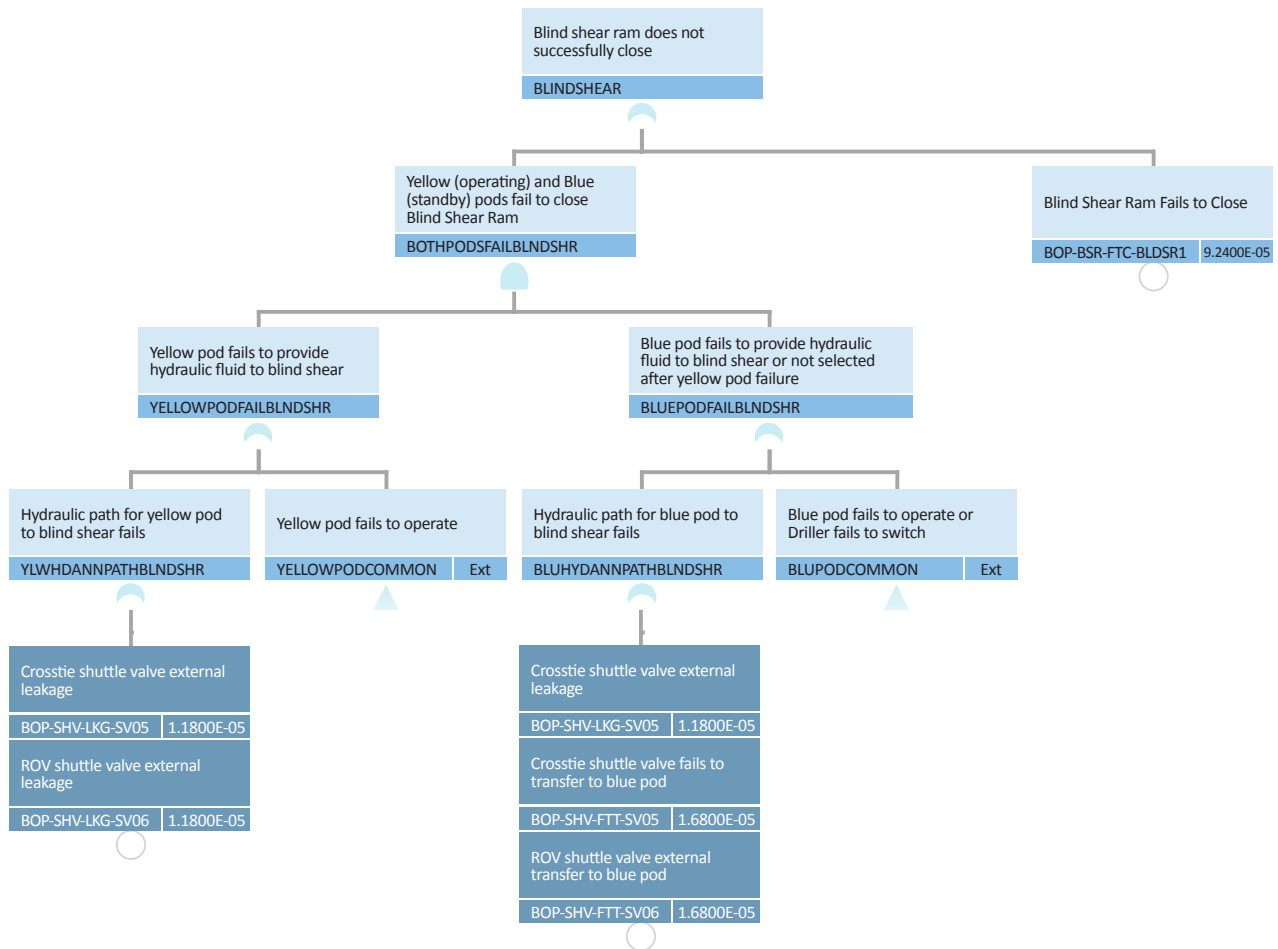 Blind shear ram does not
successfully close
BLINDSHEAR
Yellow (operating) and Blue
(standby) pods fail to close
Blind Shear Ram
BOTHPODSFAILBLNDSHR
Blind Shear Ram Fails to Close
BOP-BSR-FTC-BLDSR1 9.2400E-05
Yellow pod fails to provide
hydraulic fluid to blind shear
YELLOWPODFAILBLNDSHR
Blue pod fails to provide hydraulic
fluid to blind shear or not selected
after yellow pod failure
BLUEPODFAILBLNDSHR
Hydraulic path for yellow pod
to blind shear fails
YLWHDANNPATHBLNDSHR
Yellow pod fails to operate
YELLOWPODCOMMON Ext
Hydraulic path for blue pod to
blind shear fails
BLUHYDANNPATHBLNDSHR
Blue pod fails to operate or
Driller fails to switch
BLUPODCOMMON Ext
Crosstie shuttle valve external
leakage
BOP-SHV-LKG-SV05 1.1800E-05
ROV shuttle valve external
leakage
BOP-SHV-LKG-SV06 1.1800E-05
Crosstie shuttle valve external
leakage
BOP-SHV-LKG-SV05 1.1800E-05
Crosstie shuttle valve fails to
transfer to blue pod
BOP-SHV-FTT-SV05 1.6800E-05
ROV shuttle valve external
transfer to blue pod
BOP-SHV-FTT-SV06 1.6800E-05